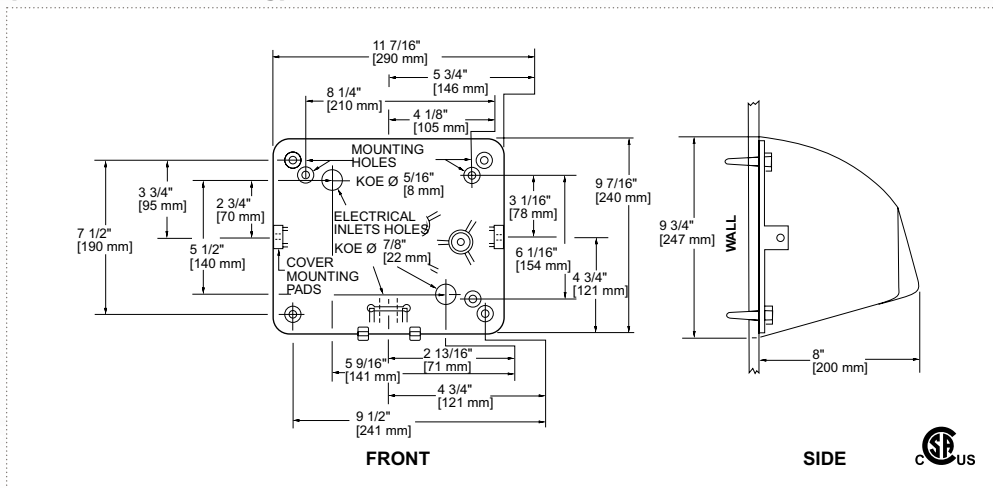 11 7/16"
[290 mm]
5 3/4"
[146 mm]
8 1/4"
[210 mm]
4 1/8"
[105 mm]
MOUNTING
HOLES
KOE Ø 5/16"
[8 mm]
3 3/4"
[95 mm]
2 3/4"
[70 mm]
7 1/2"
[190 mm]
5 1/2"
[140 mm]
ELECTRICAL
INLETS HOLES
KOE Ø 7/8"
[22 mm]
COVER
MOUNTING
PADS
3 1/16"
[78 mm]
6 1/16"
[154 mm]
4 3/4"
[121 mm]
9 7/16"
[240 mm]
2 13/16"
[71 mm]
5 9/16"
[141 mm]
4 3/4"
[121 mm]
9 1/2"
[241 mm]
FRONT
9 3/4"
[247 mm]
WALL
8"
[200 mm]
SIDE
C SA US